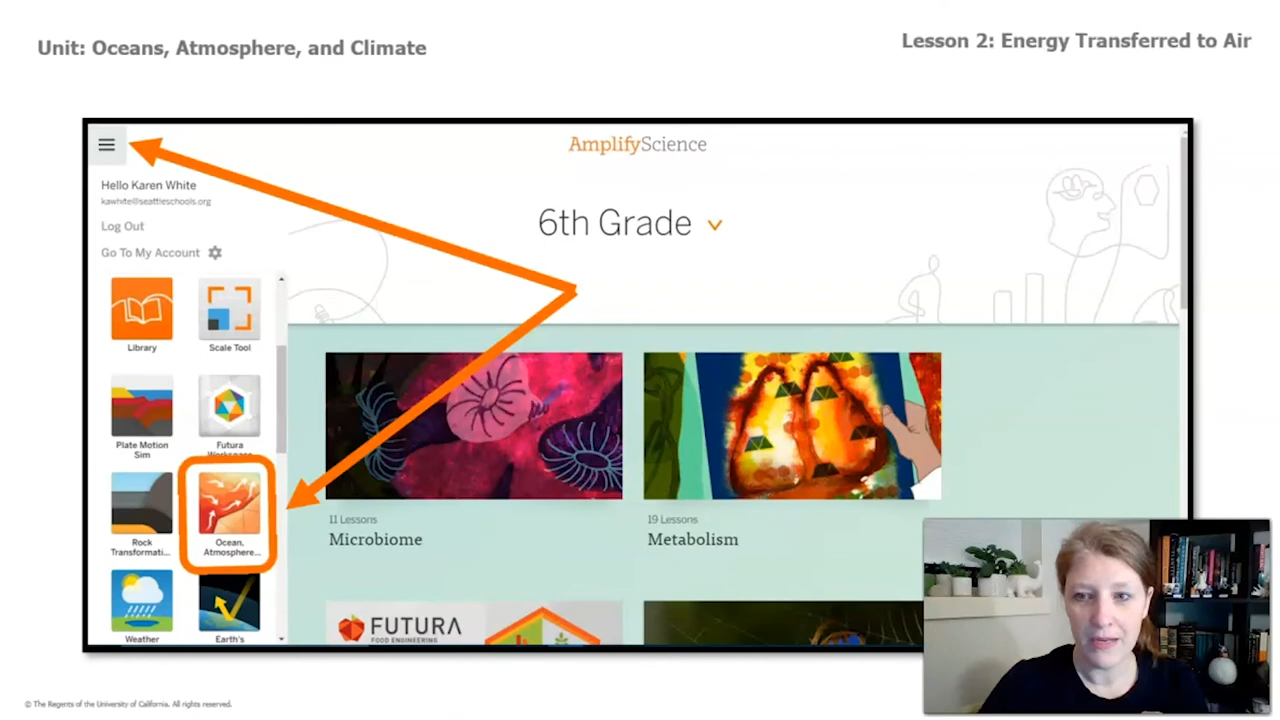 Unit: Oceans, Atmosphere, and Climate
Lesson 2: Energy Transferred to Air
AmplifyScience
Hello Karen White
kawhite@seattleschools.org
Log Out
Go To My Account
6th Grade
Library
Scale Tool
Plate Motion
Sim
Futura
Workspace
Rock
Transformati...
Ocean,
Atmosphere...
Weather
Earth's
11 Lessons
Microbiome
19 Lessons
Metabolism
FUTURA
FOOD ENGINEERING
© The Regents of the University of California. All rights reserved.